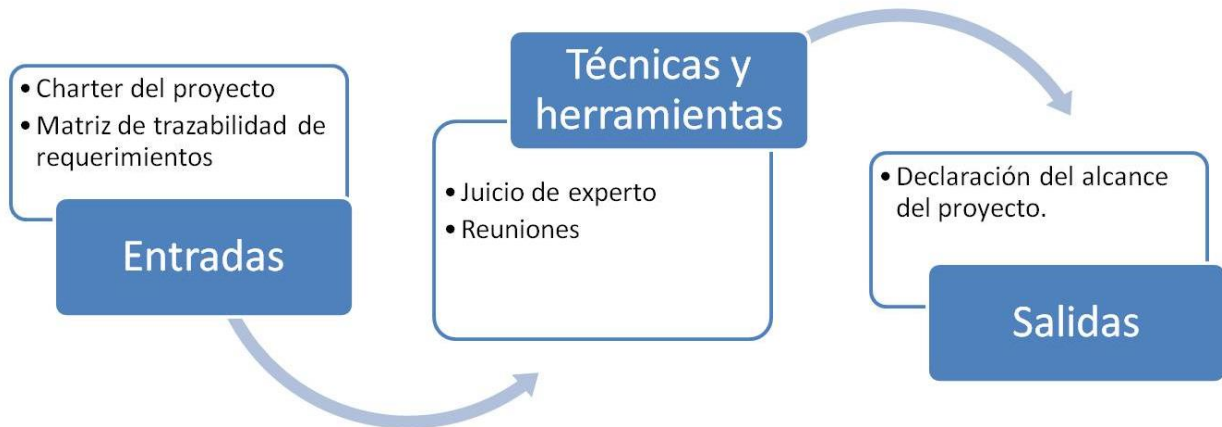 • Charter del proyecto
• Matriz de trazabilidad de
requerimientos
Entradas
Técnicas y
herramientas
• Juicio de experto
• Reuniones
• Declaración del alcance
del proyecto.
Salidas